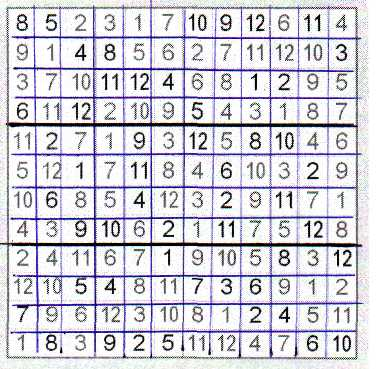 8 5 2 3 1 7 10 9 12 6 11 4
9 1 4 8 5 6 2 7 11 12 10 3
3 7 10 11 12 4 6 8 1 2 9 5
6 11 12 2 10 9 5 4 3 1 8 7
11 2 7 1 9 3 12 5 8 10 4 6
5 12 1 7 11 8 4 6 10 3 2 9
10 6 8 5 4 12 3 2 9 11 7 1
4 3 9 10 6 2 1 11 7 5 12 8
2 4 11 6 7 1 9 10 5 8 3 12
12 10 5 4 8 11 7 3 6 9 1 2
7 9 6 12 3 10 8 1 2 4 5 11
1 8 3 9 2 5 11 12 4 7 6 10